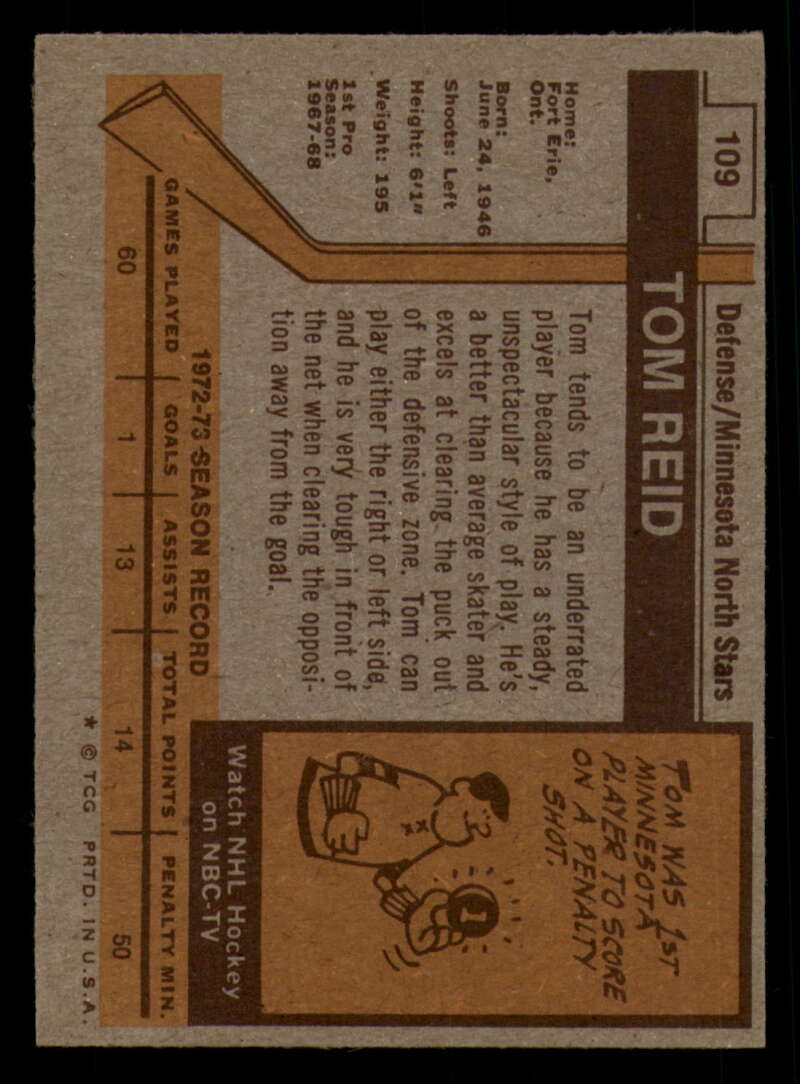 109
Defense/Minnesota North Stars
TOM REID
Home:
Fort Erie,
Ont.
Born:
June 24, 1946
Shoots: Left
Height: 6'1"
Weight: 195
1st Pro
Season:
1967-68
Tom tends to be an underrated
player because he has a steady,
unspectacular style of play. He's
a better than average skater and
excels at clearing the puck out
of the defensive zone. Tom can
play either the right or left side,
and he is very tough in front of
the net when clearing the opposi-
tion away from the goal.
TOM WAS 1ST
MINNESOTA
PLAYER TO SCORE
ON A PENALTY
SHOT.
1
Watch NHL Hockey
on NBC-TV
1972-73 SEASON RECORD
GAMES PLAYED GOALS ASSISTS TOTAL POINTS PENALTY MIN.
60 1 13 14 50
* © TCG PRTD. IN U.S.A.